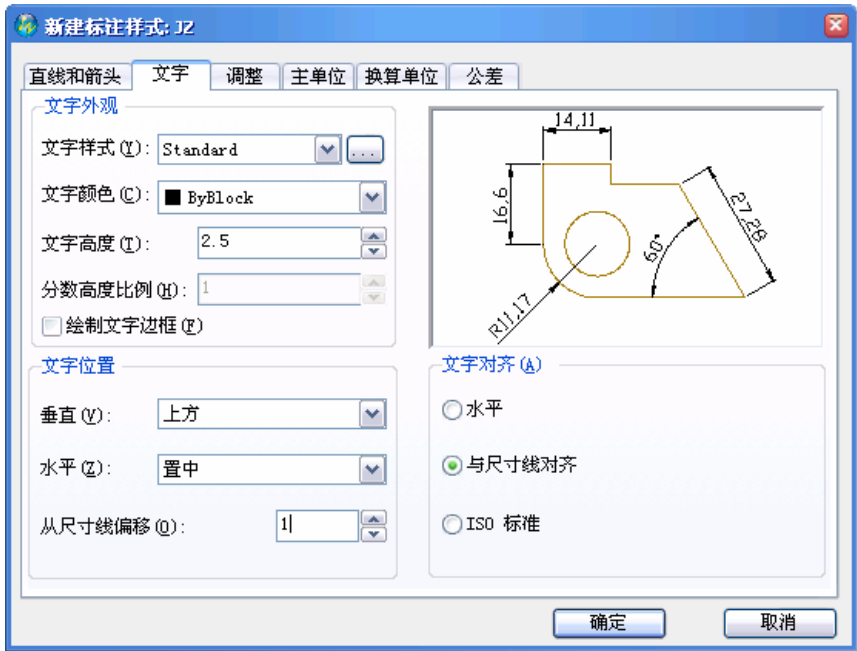 新建标注样式: JZ
直线和箭头 文字 调整 主单位 换算单位 公差
文字外观
文字样式(Y): Standard ...
文字颜色(C): ByBlock
文字高度(T): 2.5
分数高度比例(H): 1
绘制文字边框(F)
14,11
16,6
27,28
60°
R11,17
文字位置
垂直(V): 上方
水平(Z): 置中
从尺寸线偏移(O): 1
文字对齐(A)
水平
与尺寸线对齐
ISO 标准
确定 取消